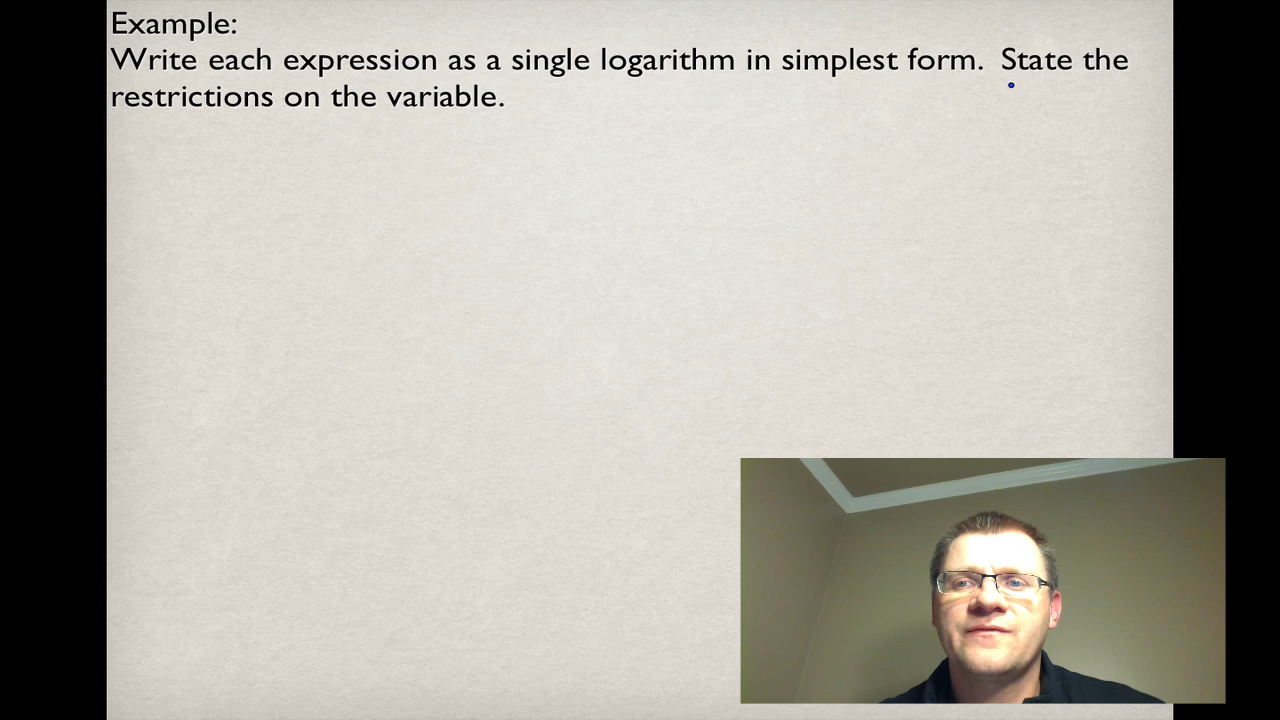 Example:
Write each expression as a single logarithm in simplest form. State the
restrictions on the variable.